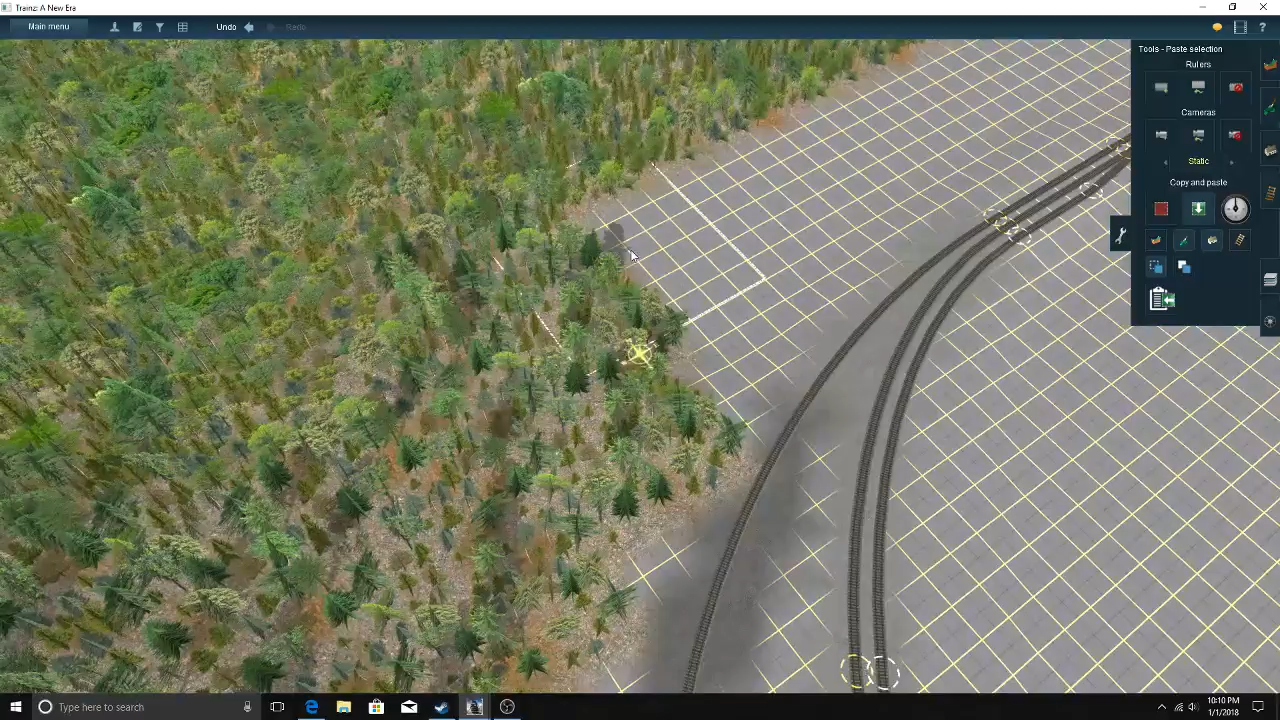 Trainz: A New Era
Main menu
Undo
Redo
?
Tools - Paste selection
Rulers
Cameras
Static
Copy and paste
Type here to search
10:10 PM
1/1/2018